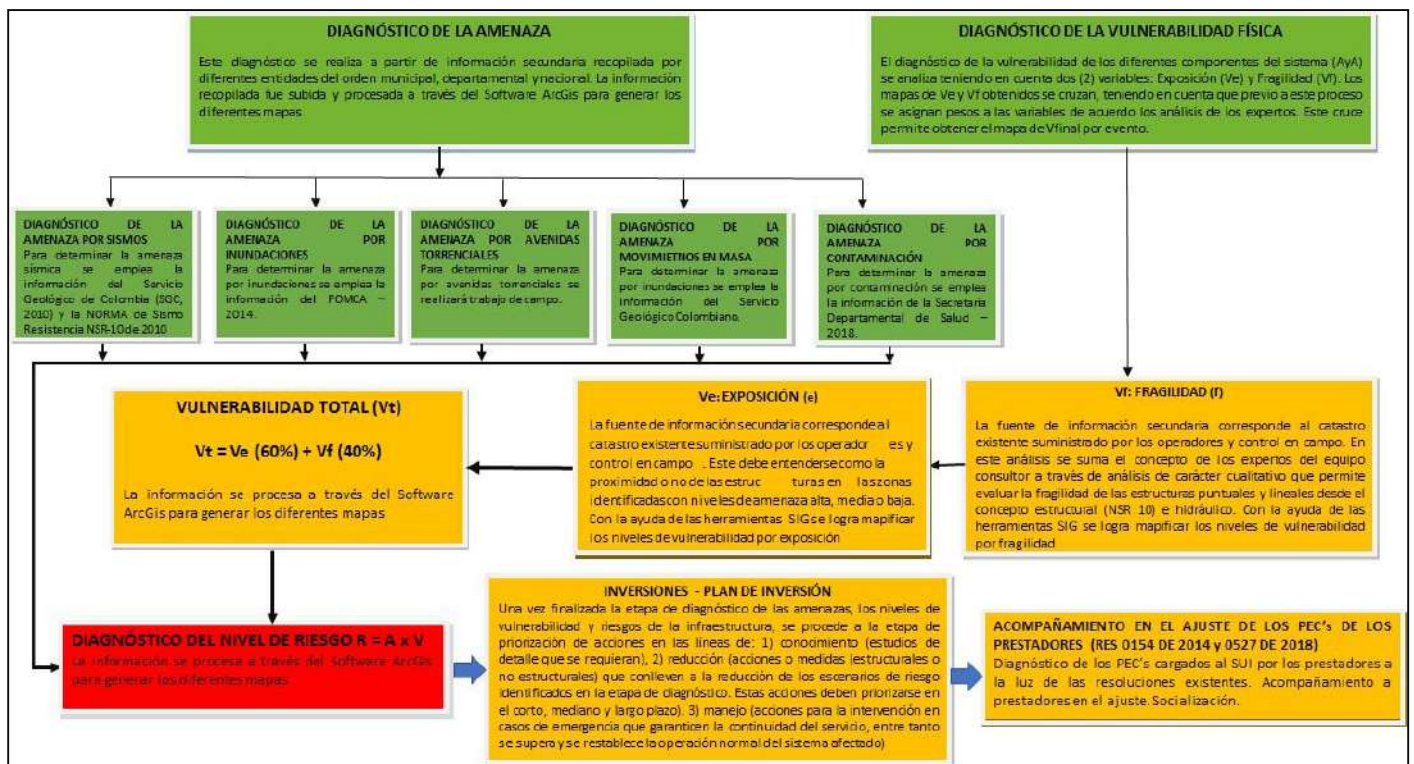 DIAGNÓSTICO DE LA AMENAZA
Este diagnóstico se realiza a partir de información secundaria recopilada por
diferentes entidades del orden municipal, departamental y nacional. La información
recopilada fue subida y procesada a través del Software ArcGis para generar los
diferentes mapas
DIAGNÓSTICO DE LA VULNERABILIDAD FÍSICA
El diagnóstico de la vulnerabilidad de los diferentes componentes del sistema (AyA)
se analiza teniendo en cuenta dos (2) variables: Exposición (Ve) y Fragilidad (Vf). Los
mapas de Ve y Vf obtenidos se cruzan, teniendo en cuenta que previo a este proceso
se asignan pesos a las variables de acuerdo los análisis de los expertos. Este cruce
permite obtener el mapa de Vfinal por evento.
DIAGNÓSTICO DE LA
AMENAZA POR SISMOS
Para determinar la amenaza
sísmica se emplea la
información del Servicio
Geológico de Colombia (SGC,
2010) y la NORMA de Sismo
Resistencia NSR-10 de 2010
DIAGNÓSTICO DE LA
AMENAZA POR
INUNDACIONES
Para determinar la amenaza
por inundaciones se emplea la
información del POMCA –
2014.
DIAGNÓSTICO DE LA
AMENAZA POR AVENIDAS
TORRENCIALES
Para determinar la amenaza
por avenidas torrenciales se
realizará trabajo de campo.
DIAGNÓSTICO DE LA
AMENAZA POR
MOVIMIETNOS EN MASA
Para determinar la amenaza
por inundaciones se emplea la
información del Servicio
Geológico Colombiano.
DIAGNÓSTICO DE LA
AMENAZA POR
CONTAMINACIÓN
Para determinar la amenaza
por contaminación se emplea
la información de la Secretaria
Departamental de Salud –
2018.
VULNERABILIDAD TOTAL (Vt)
Vt = Ve (60%) + Vf (40%)
La información se procesa a través del Software
ArcGis para generar los diferentes mapas
Ve: EXPOSICIÓN (e)
La fuente de información secundaria corresponde al
catastro existente suministrado por los operador es y
control en campo . Este debe entenderse como la
proximidad o no de las estruc turas en las zonas
identificadas con niveles de amenaza alta, media o baja.
Con la ayuda de las herramientas SIG se logra mapificar
los niveles de vulnerabilidad por exposición
Vf: FRAGILIDAD (f)
La fuente de información secundaria corresponde al catastro
existente suministrado por los operadores y control en campo. En
este análisis se suma el concepto de los expertos del equipo
consultor a través de análisis de carácter cualitativo que permite
evaluar la fragilidad de las estructuras puntuales y lineales desde el
concepto estructural (NSR 10) e hidráulico. Con la ayuda de las
herramientas SIG se logra mapificar los niveles de vulnerabilidad
por fragilidad
DIAGNÓSTICO DEL NIVEL DE RIESGO R = A x V
La información se procesa a través del Software ArcGis
para generar los diferentes mapas
INVERSIONES - PLAN DE INVERSIÓN
Una vez finalizada la etapa de diagnóstico de las amenazas, los niveles de
vulnerabilidad y riesgos de la infraestructura, se procede a la etapa de
priorización de acciones en las líneas de: 1) conocimiento (estudios de
detalle que se requieran), 2) reducción (acciones o medidas (estructurales o
no estructurales) que conlleven a la reducción de los escenarios de riesgo
identificados en la etapa de diagnóstico. Estas acciones deben priorizarse en
el corto, mediano y largo plazo). 3) manejo (acciones para la intervención en
casos de emergencia que garanticen la continuidad del servicio, entre tanto
se supera y se restablece la operación normal del sistema afectado)
ACOMPAÑAMIENTO EN EL AJUSTE DE LOS PEC's DE LOS
PRESTADORES (RES 0154 DE 2014 y 0527 DE 2018)
Diagnóstico de los PEC's cargados al SUI por los prestadores a
la luz de las resoluciones existentes. Acompañamiento a
prestadores en el ajuste. Socialización.